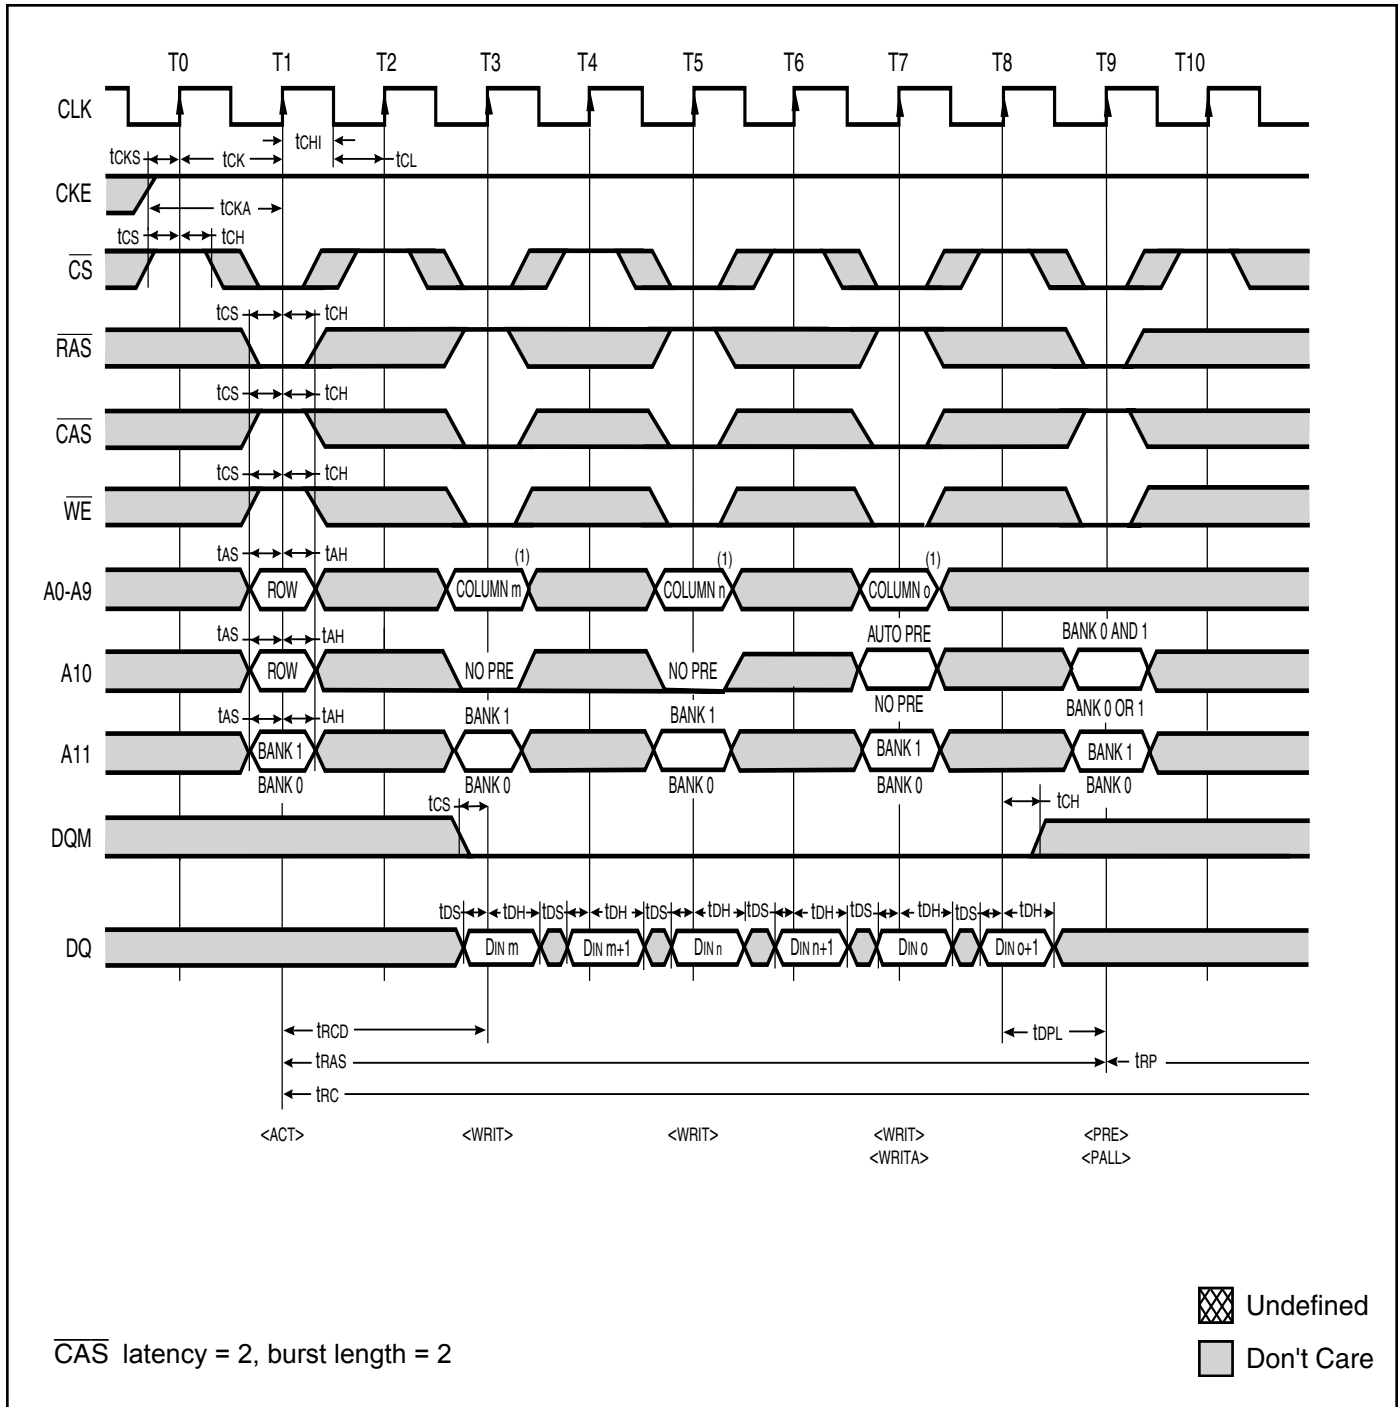 T0 T1 T2 T3 T4 T5 T6 T7 T8 T9 T10
CLK
tCHI
tCKS tCK tCL
CKE
tCKA
tCS tCH
CS
tCS tCH
RAS
tCS tCH
CAS
tCS tCH
WE
tAS tAH (1) (1) (1)
A0-A9 ROW COLUMN m COLUMN n COLUMN o
tAS tAH AUTO PRE BANK 0 AND 1
A10 ROW NO PRE NO PRE
NO PRE BANK 0 OR 1
tAS tAH BANK 1 BANK 1
A11 BANK 1 BANK 1 BANK 1
BANK 0 BANK 0 BANK 0 BANK 0 BANK 0
tCS tCH
DQM
tDS tDH tDS tDH tDS tDH tDS tDH tDS tDH tDS tDH
DQ DIN m DIN m+1 DIN n DIN n+1 DIN o DIN o+1
tRCD tDPL
tRAS tRP
tRC
<ACT> <WRIT> <WRIT> <WRIT> <PRE>
<WRITA> <PALL>
Undefined
CAS latency = 2, burst length = 2
Don't Care